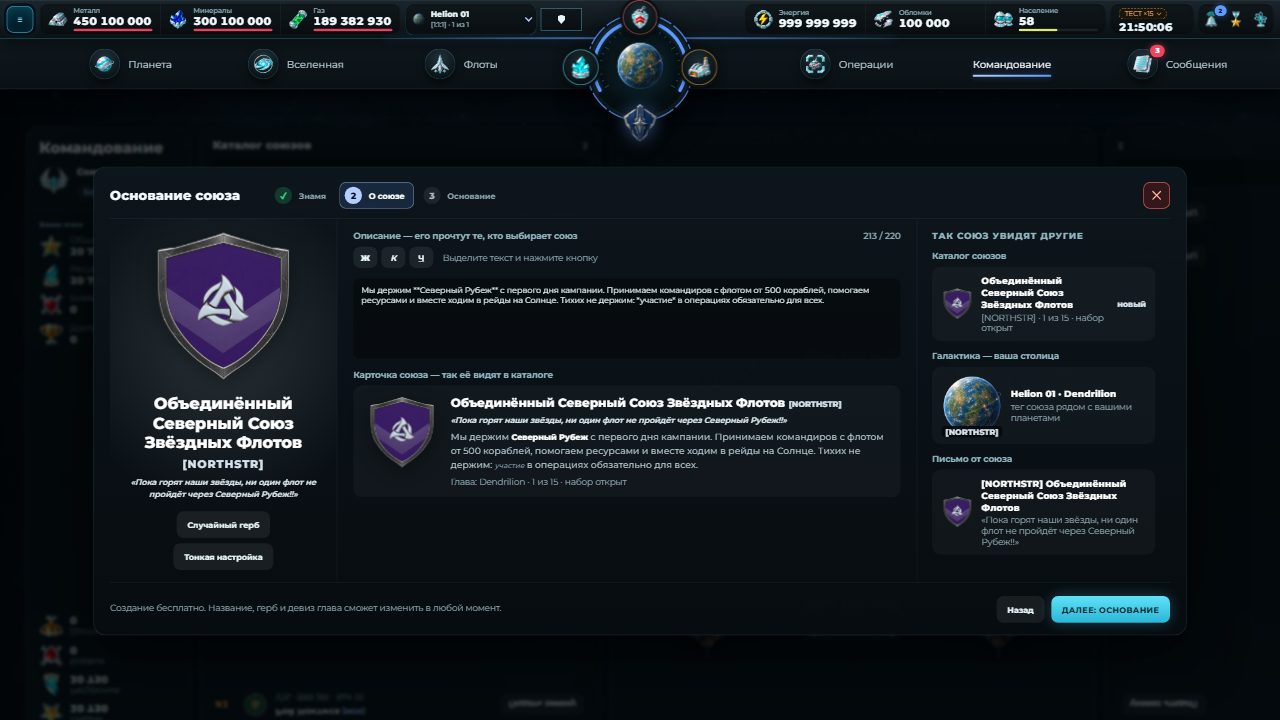 Металл
450 100 000
Минералы
300 100 000
Газ
189 382 930
Helion 01
[1:1:1] · 1 из 1
Энергия
999 999 999
Обломки
100 000
Население
58
ТЕСТ ×15
21:50:06
2
Планета
Вселенная
Флоты
Операции
Командование
3
Сообщения
Командование
Каталог союзов
Основание союза
✓ Знамя
2 О союзе
3 Основание
Объединённый
Северный Союз
Звёздных Флотов
[NORTHSTR]
«Пока горят наши звёзды, ни один флот не
пройдёт через Северный Рубеж!!»
Случайный герб
Тонкая настройка
Описание — его прочтут те, кто выбирает союз
213 / 220
Ж К Ч Выделите текст и нажмите кнопку
Мы держим **Северный Рубеж** с первого дня кампании. Принимаем командиров с флотом от 500 кораблей, помогаем
ресурсами и вместе ходим в рейды на Солнце. Тихих не держим: *участие* в операциях обязательно для всех.
Карточка союза — так её видят в каталоге
Объединённый Северный Союз Звёздных Флотов [NORTHSTR]
«Пока горят наши звёзды, ни один флот не пройдёт через Северный Рубеж!!»
Мы держим Северный Рубеж с первого дня кампании. Принимаем командиров с флотом
от 500 кораблей, помогаем ресурсами и вместе ходим в рейды на Солнце. Тихих не
держим: участие в операциях обязательно для всех.
Глава: Dendrilion · 1 из 15 · набор открыт
ТАК СОЮЗ УВИДЯТ ДРУГИЕ
Каталог союзов
Объединённый
Северный Союз
Звёздных Флотов
новый
[NORTHSTR] · 1 из 15 · набор
открыт
Галактика — ваша столица
Helion 01 · Dendrilion
тег союза рядом с вашими
планетами
[NORTHSTR]
Письмо от союза
[NORTHSTR] Объединённый
Северный Союз Звёздных
Флотов
«Пока горят наши звёзды, ни один
флот не пройдёт через Северный
Рубеж!!»
Создание бесплатно. Название, герб и девиз глава сможет изменить в любой момент.
Назад
ДАЛЕЕ: ОСНОВАНИЕ